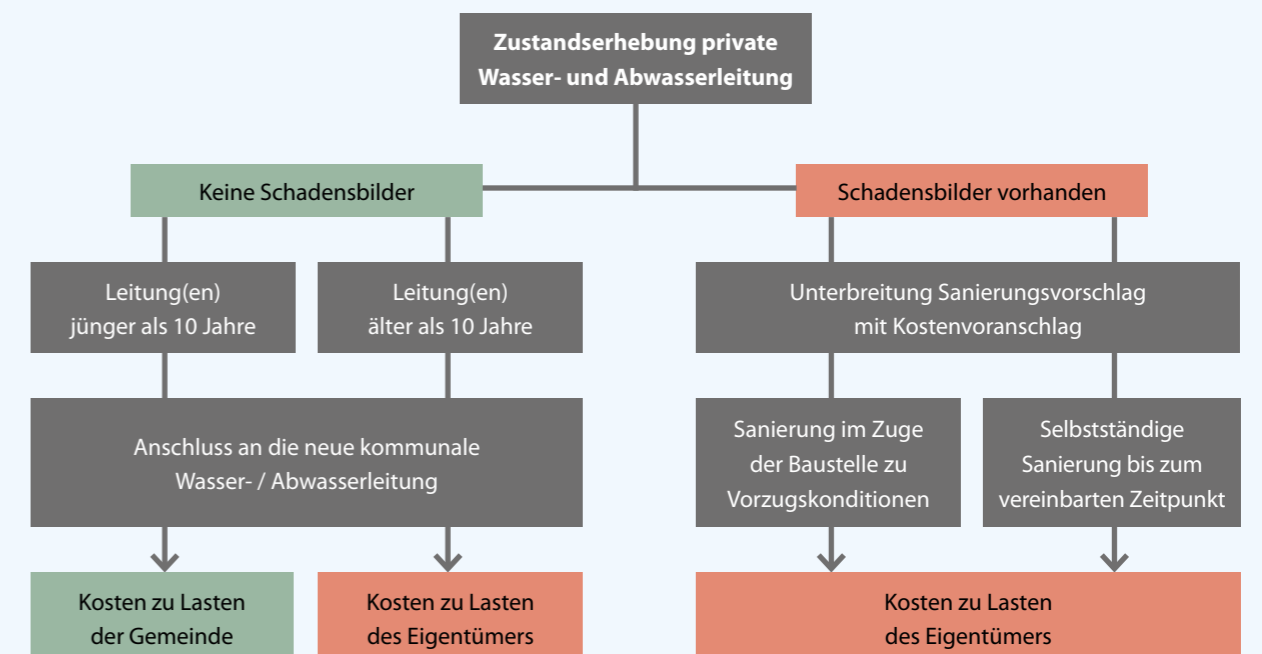 Zustandserhebung private
Wasser- und Abwasserleitung
Keine Schadensbilder
Schadensbilder vorhanden
Leitung(en)
jünger als 10 Jahre
Leitung(en)
älter als 10 Jahre
Unterbreitung Sanierungsvorschlag
mit Kostenvoranschlag
Anschluss an die neue kommunale
Wasser- / Abwasserleitung
Sanierung im Zuge
der Baustelle zu
Vorzugskonditionen
Selbstständige
Sanierung bis zum
vereinbarten Zeitpunkt
Kosten zu Lasten
der Gemeinde
Kosten zu Lasten
des Eigentümers
Kosten zu Lasten
des Eigentümers